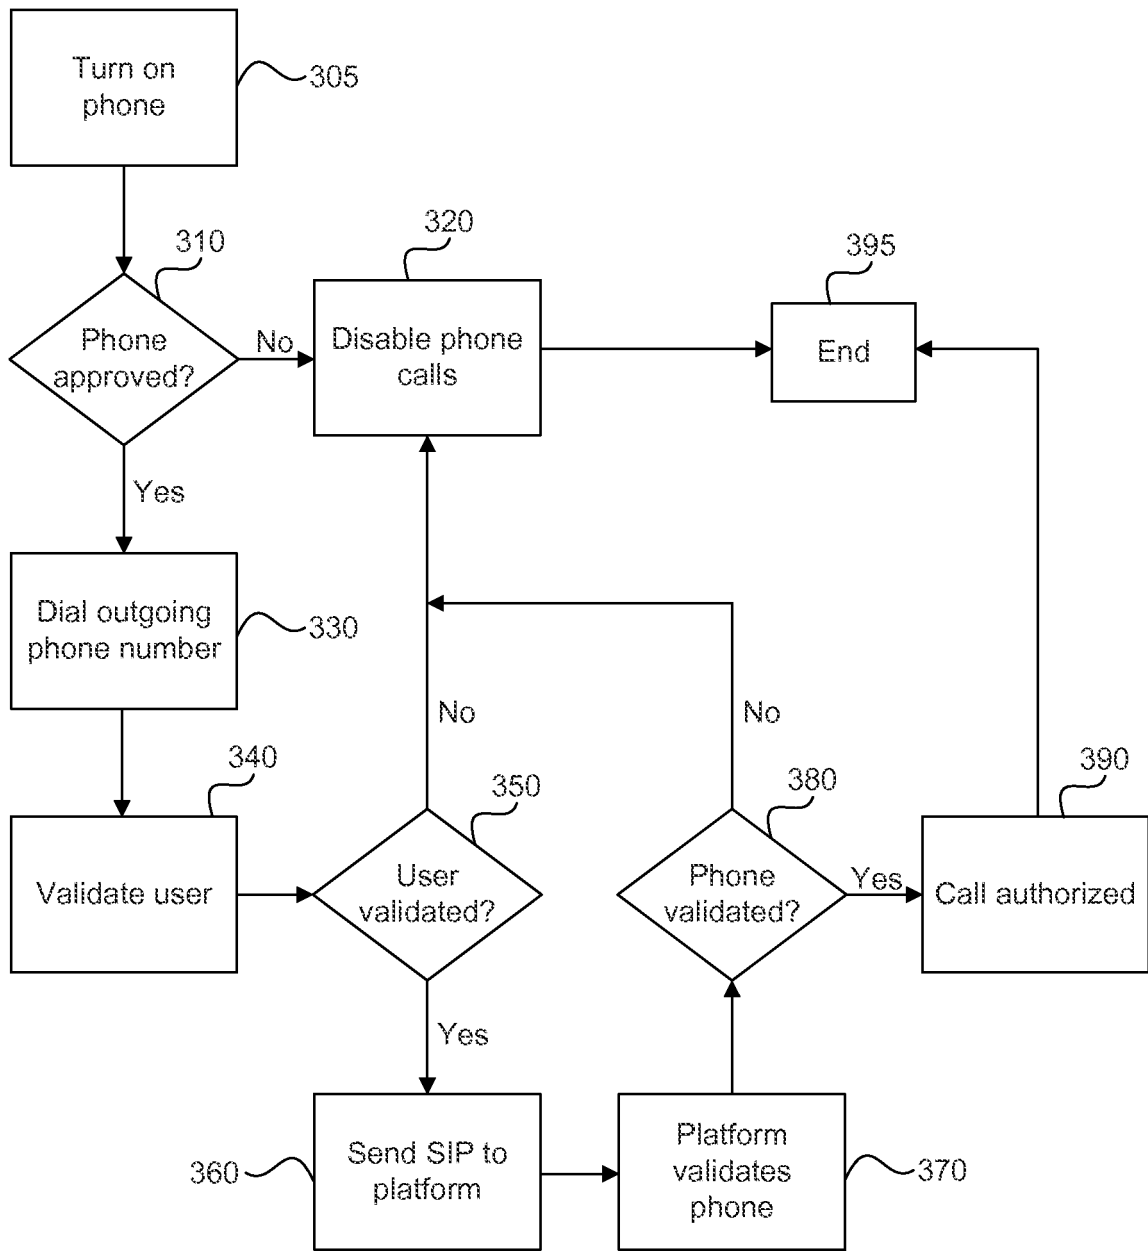 Turn on
phone
305
310
320
395
Phone
approved?
No
Disable phone
calls
End
Yes
Dial outgoing
phone number
330
No
No
340
350
380
390
Validate user
User
validated?
Phone
validated?
Yes
Call authorized
Yes
360
Send SIP to
platform
Platform
validates
phone
370